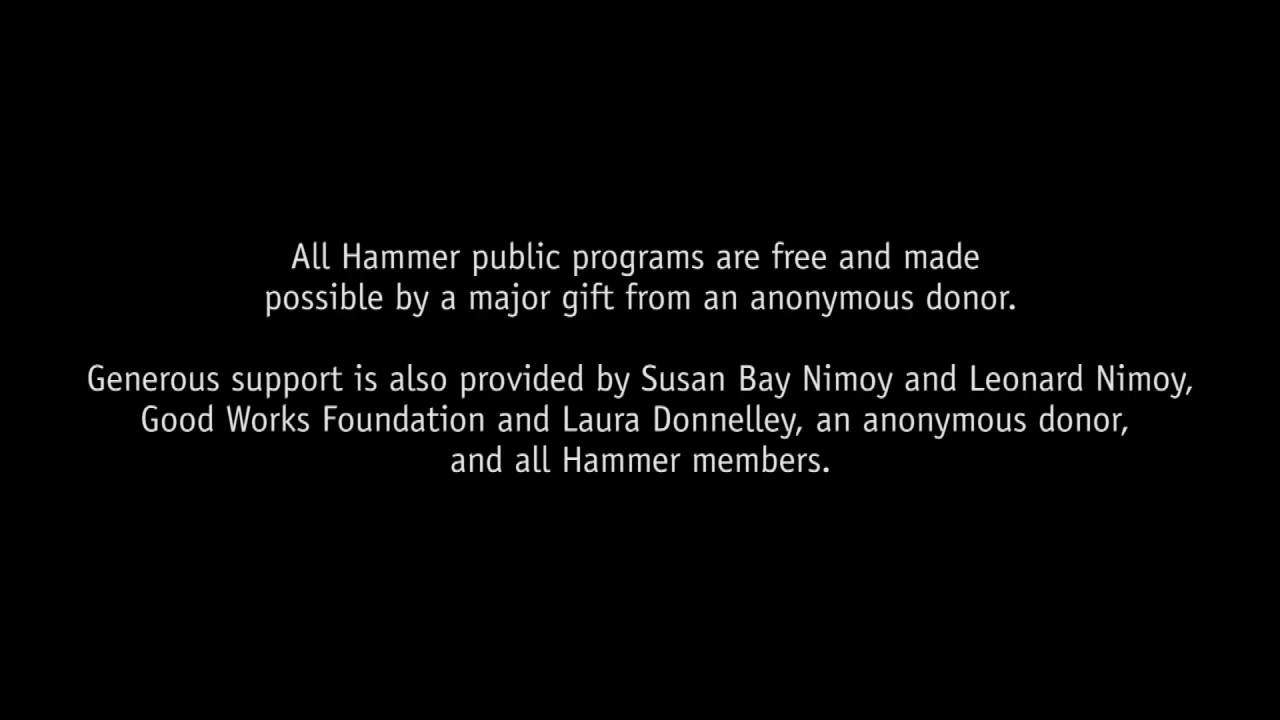 All Hammer public programs are free and made
possible by a major gift from an anonymous donor.
Generous support is also provided by Susan Bay Nimoy and Leonard Nimoy,
Good Works Foundation and Laura Donnelley, an anonymous donor,
and all Hammer members.